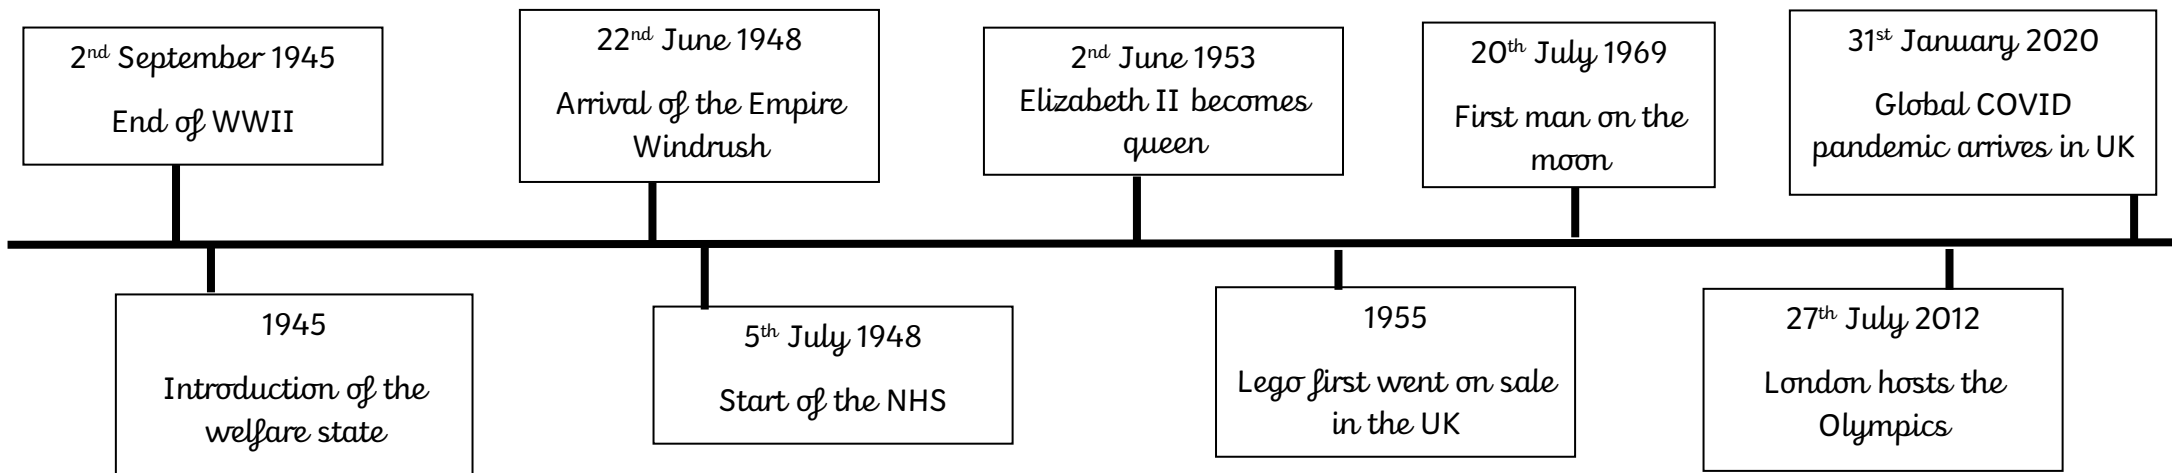 2nd September 1945
End of WWII
22nd June 1948
Arrival of the Empire
Windrush
2nd June 1953
Elizabeth II becomes
queen
20th July 1969
First man on the
moon
31st January 2020
Global COVID
pandemic arrives in UK
1945
Introduction of the
welfare state
5th July 1948
Start of the NHS
1955
Lego first went on sale
in the UK
27th July 2012
London hosts the
Olympics